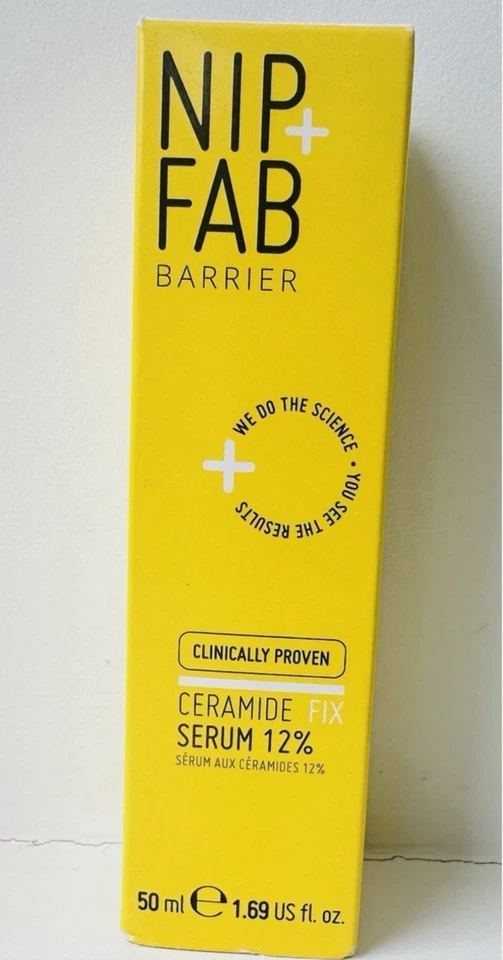 NIP+
FAB
BARRIER
WE DO THE SCIENCE • YOU SEE THE RESULTS
+
CLINICALLY PROVEN
CERAMIDE FIX
SERUM 12%
SÉRUM AUX CÉRAMIDES 12%
50 ml ℮ 1.69 US fl. oz.